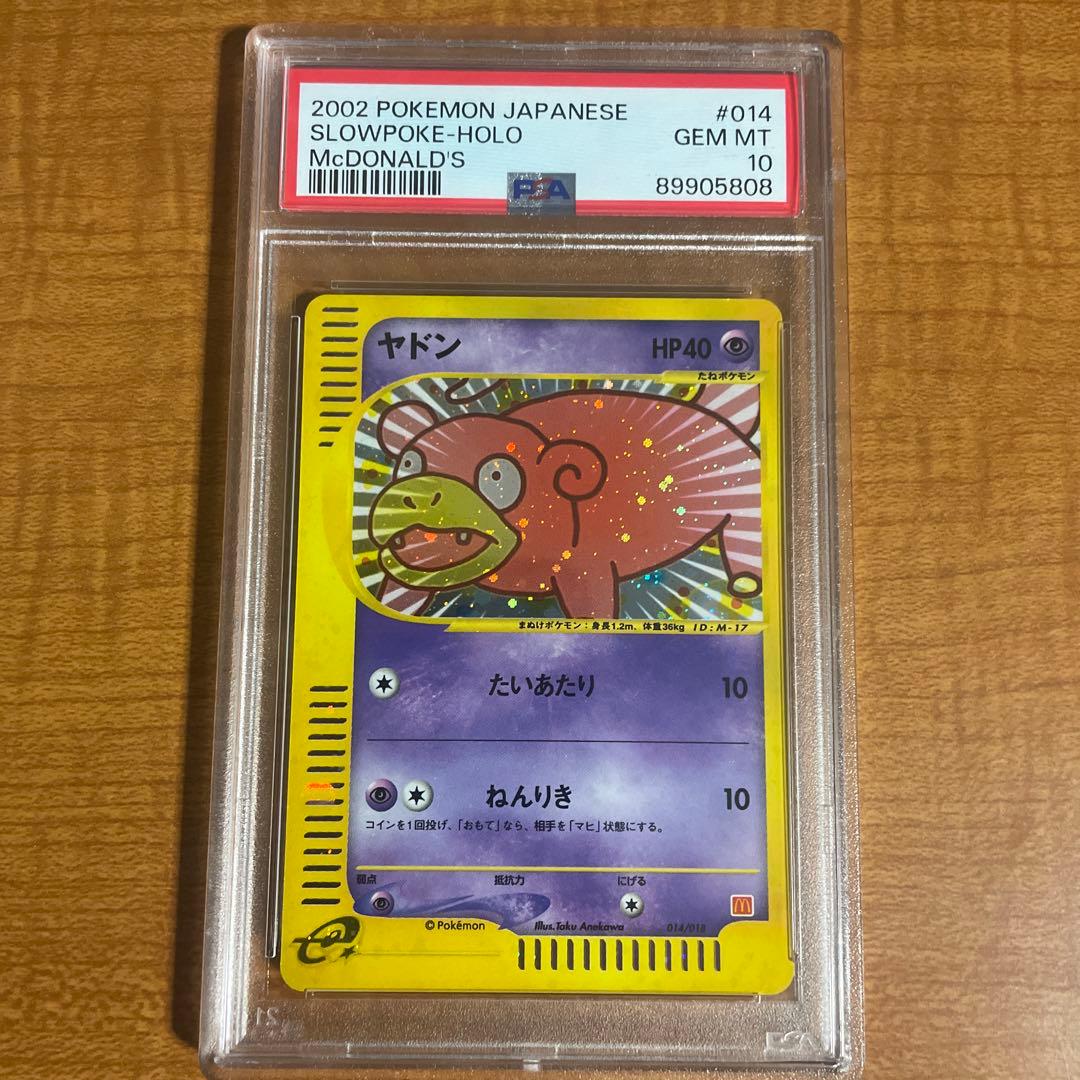 2002 POKEMON JAPANESE #014
SLOWPOKE-HOLO GEM MT
McDONALD'S 10
PSA 89905808
ヤドン HP40
たねポケモン
まぬけポケモン:身長1.2m、体重36kg ID:M-17
たいあたり 10
ねんりき 10
コインを1回投げ、「おもて」なら、相手を「マヒ」状態にする。
弱点 抵抗力 にげる
©Pokémon Illus.Taku Anekawa 014/018
e
PSA